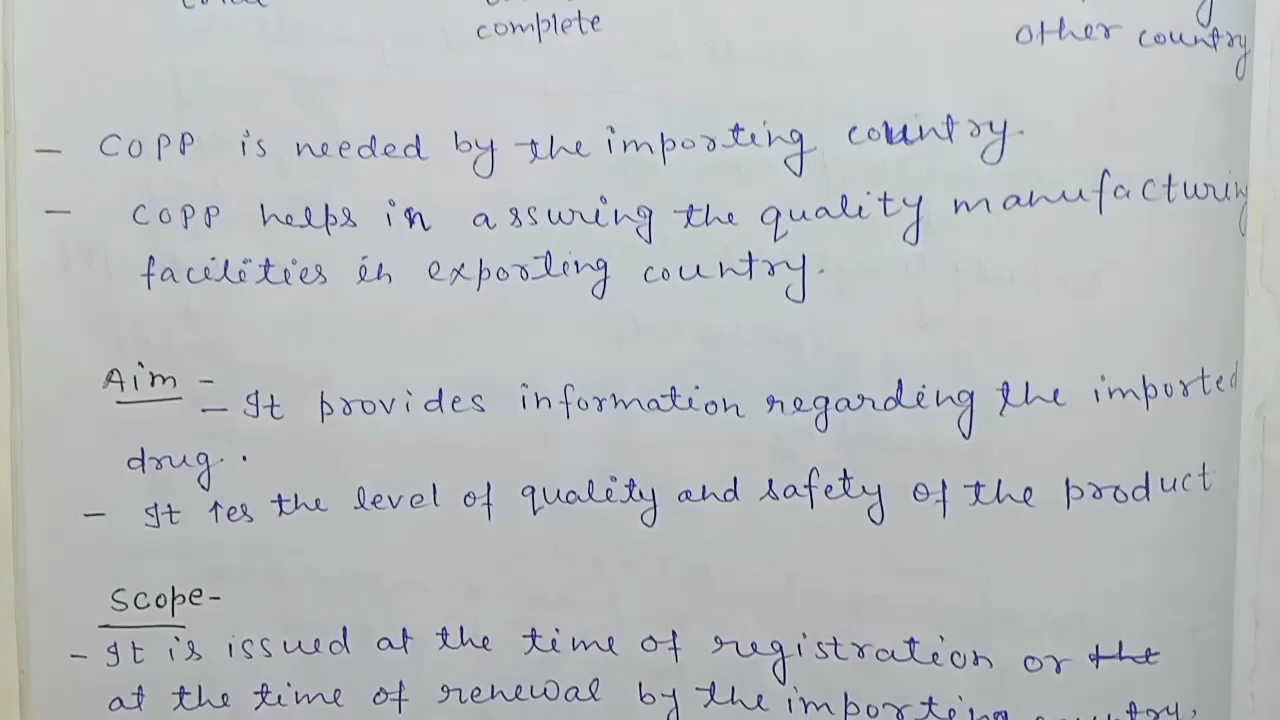 complete
other country
- COPP is needed by the importing country.
- COPP helps in assuring the quality manufacturing
facilities in exporting country.
Aim -
- It provides information regarding the imported
drug.
- It ↑es the level of quality and safety of the product
Scope-
- It is issued at the time of registration or ~~the~~
at the time of renewal by the importing country.